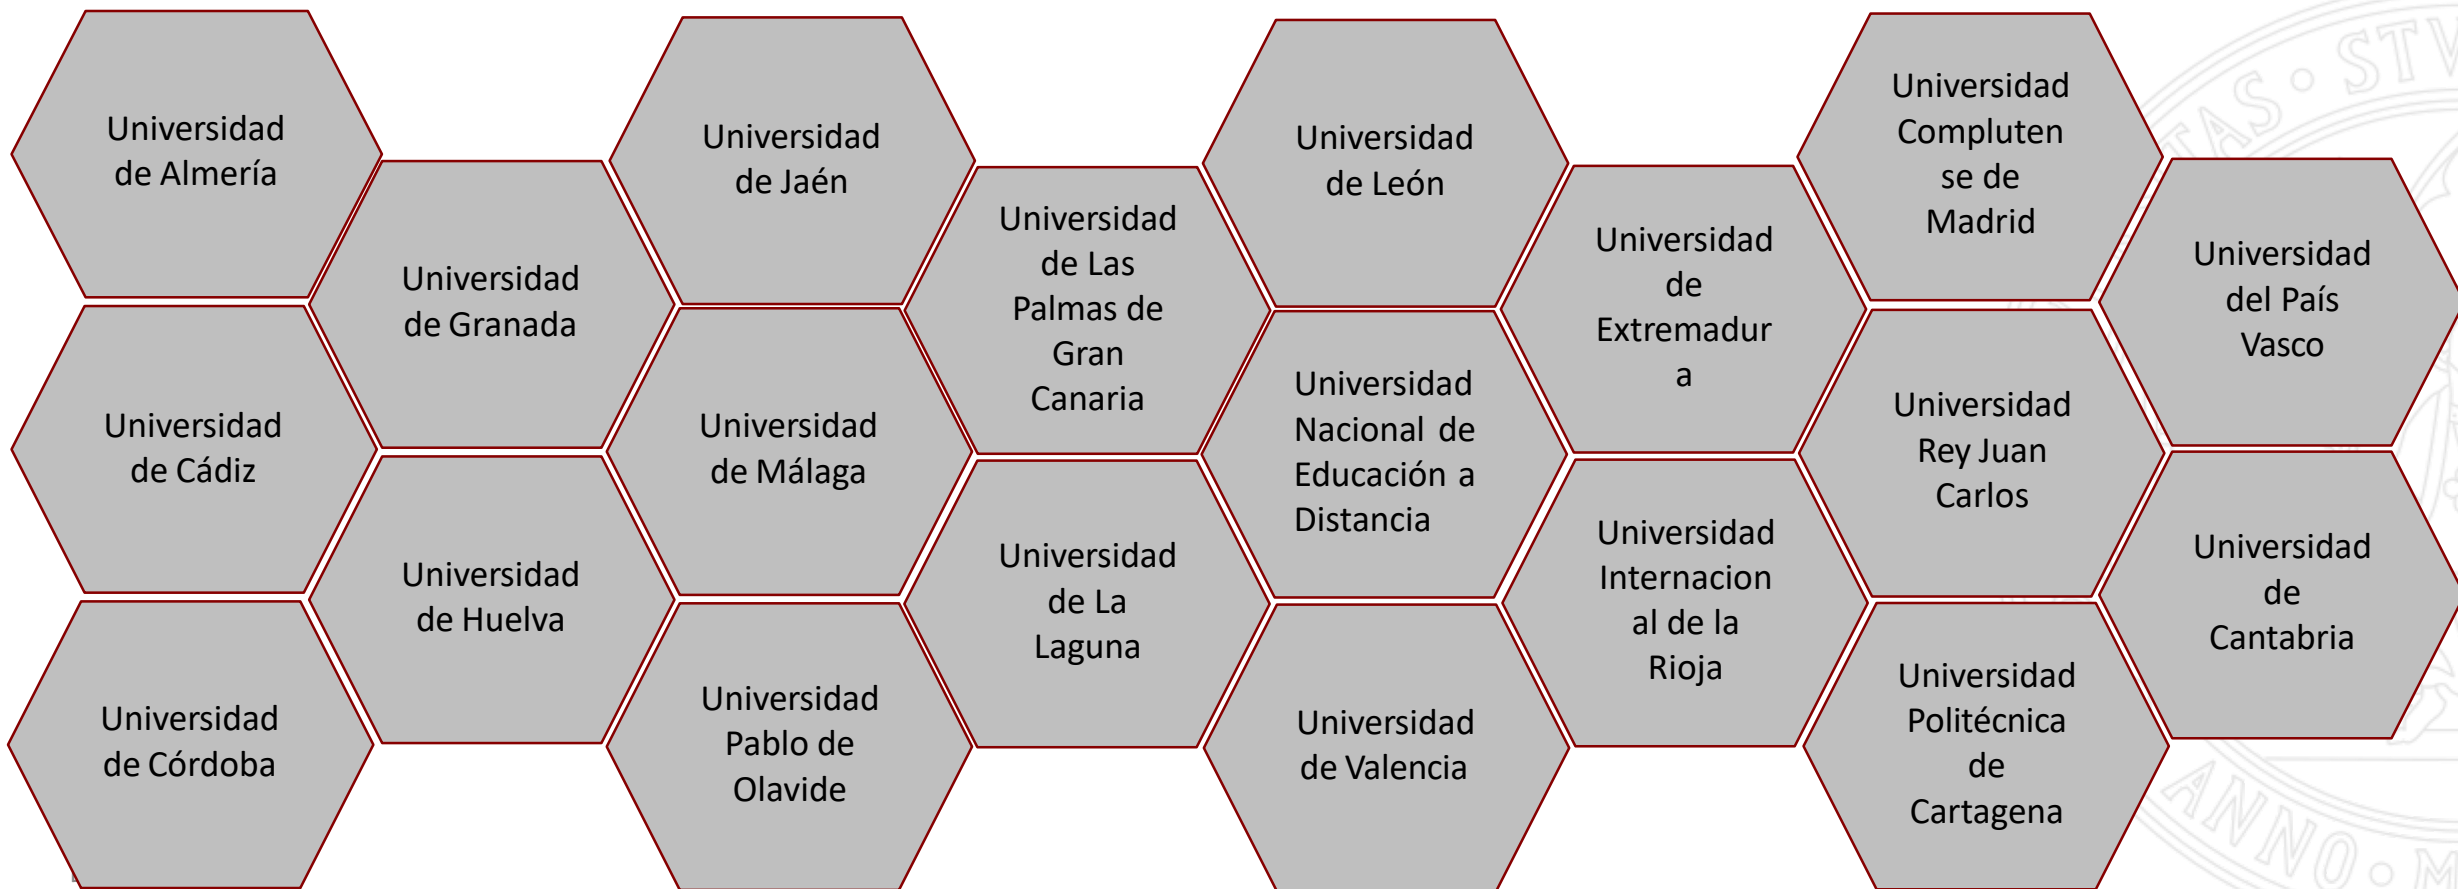 Universidad
de Almería
Universidad
de Cádiz
Universidad
de Córdoba
Universidad
de Granada
Universidad
de Huelva
Universidad
de Jaén
Universidad
de Málaga
Universidad
Pablo de
Olavide
Universidad
de Las
Palmas de
Gran
Canaria
Universidad
de La
Laguna
Universidad
de León
Universidad
Nacional de
Educación a
Distancia
Universidad
de Valencia
Universidad
de
Extremadur
a
Universidad
Internacion
al de la
Rioja
Universidad
Compluten
se de
Madrid
Universidad
Rey Juan
Carlos
Universidad
Politécnica
de
Cartagena
Universidad
del País
Vasco
Universidad
de
Cantabria
TAS • STV
ANNO • M